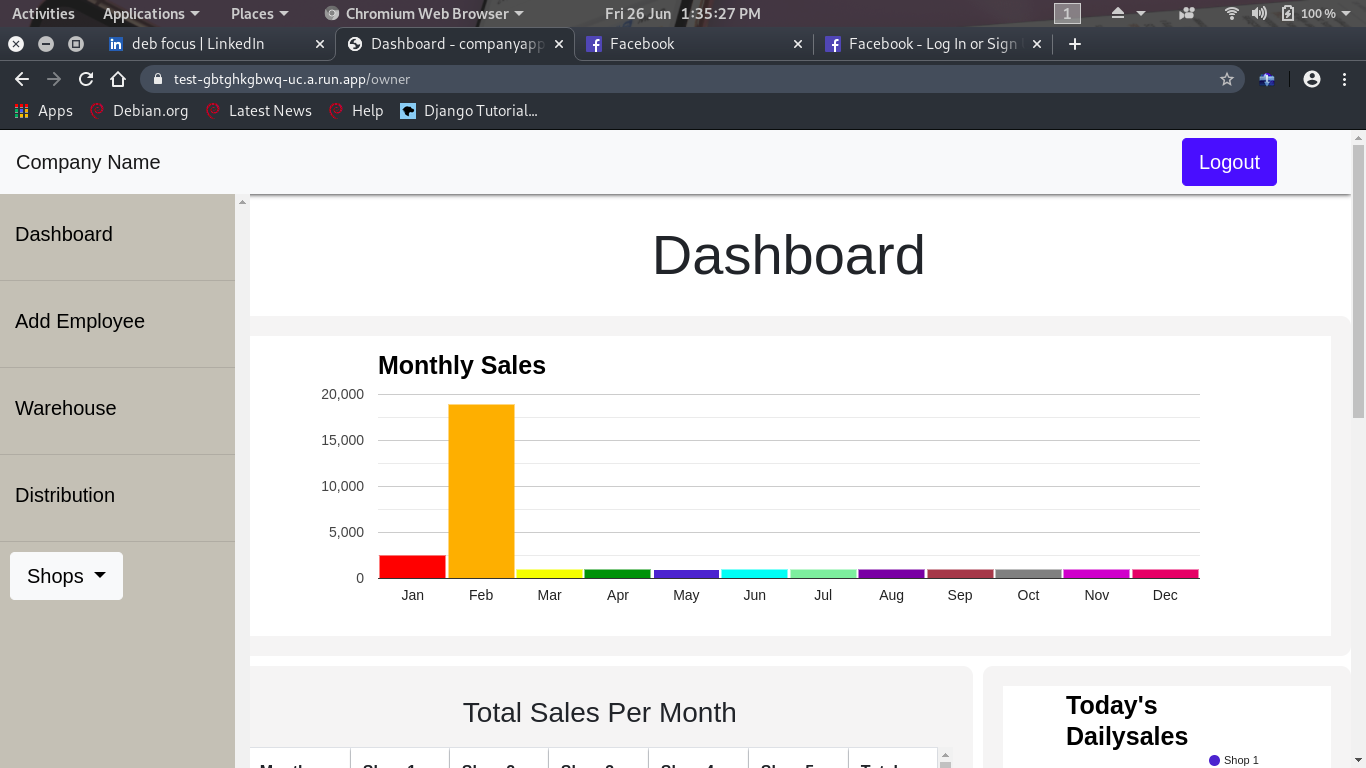 Activities Applications Places Chromium Web Browser Fri 26 Jun 1:35:27 PM 1 100 %
deb focus | LinkedIn Dashboard - companyapp Facebook Facebook - Log In or Sign
test-gbtghkgbwq-uc.a.run.app/owner
Apps Debian.org Latest News Help Django Tutorial...
Company Name Logout
Dashboard
Add Employee
Warehouse
Distribution
Shops
Dashboard
Monthly Sales
20,000
15,000
10,000
5,000
0
Jan Feb Mar Apr May Jun Jul Aug Sep Oct Nov Dec
Total Sales Per Month
Today's
Dailysales
Shop 1